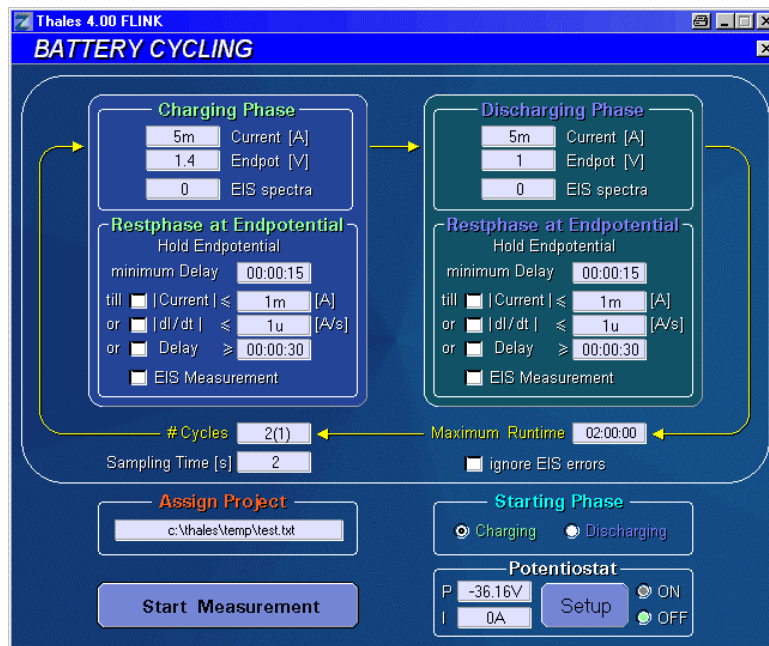 Thales 4.00 FLINK
BATTERY CYCLING
Charging Phase
5m Current [A]
1.4 Endpot [V]
0 EIS spectra
Restphase at Endpotential
Hold Endpotential
minimum Delay 00:00:15
till |Current| ≤ 1m [A]
or |dI/dt| ≤ 1u [A/s]
or Delay ≥ 00:00:30
EIS Measurement
Discharging Phase
5m Current [A]
1 Endpot [V]
0 EIS spectra
Restphase at Endpotential
Hold Endpotential
minimum Delay 00:00:15
till |Current| ≤ 1m [A]
or |dI/dt| ≤ 1u [A/s]
or Delay ≥ 00:00:30
EIS Measurement
# Cycles 2(1)
Maximum Runtime 02:00:00
Sampling Time [s] 2
ignore EIS errors
Assign Project
c:\thales\temp\test.txt
Starting Phase
Charging Discharging
Start Measurement
Potentiostat
P -36.16V Setup ON
I 0A OFF